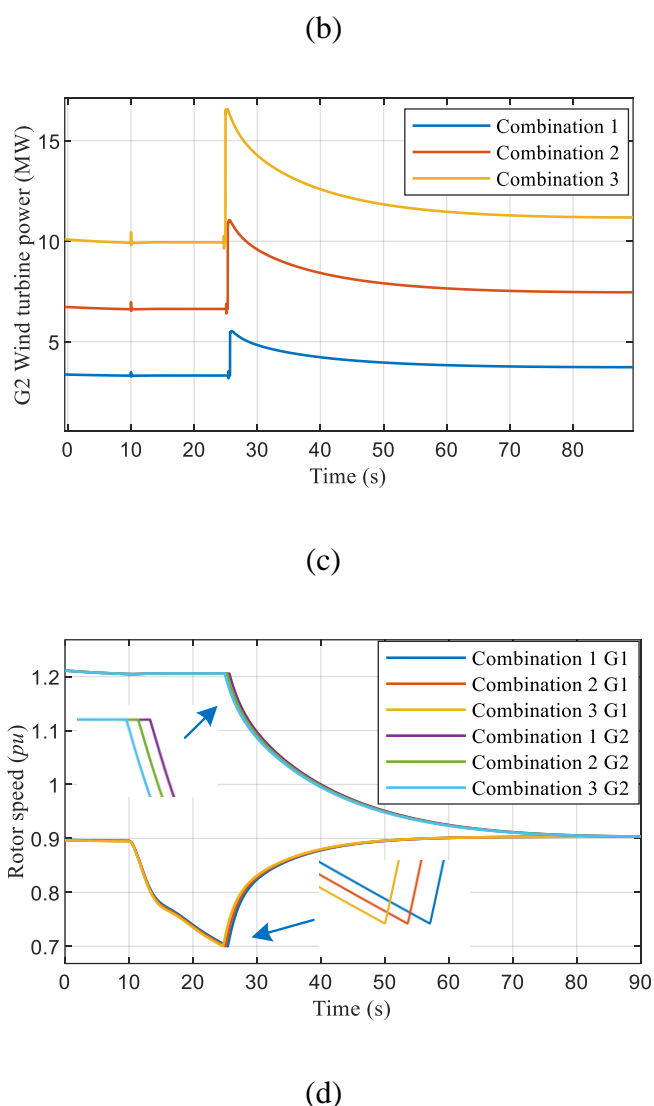 (b)
G2 Wind turbine power (MW)
15
10
5
Combination 1
Combination 2
Combination 3
0 10 20 30 40 50 60 70 80
Time (s)
(c)
Rotor speed (pu)
1.2
1.1
1
0.9
0.8
0.7
Combination 1 G1
Combination 2 G1
Combination 3 G1
Combination 1 G2
Combination 2 G2
Combination 3 G2
0 10 20 30 40 50 60 70 80 90
Time (s)
(d)